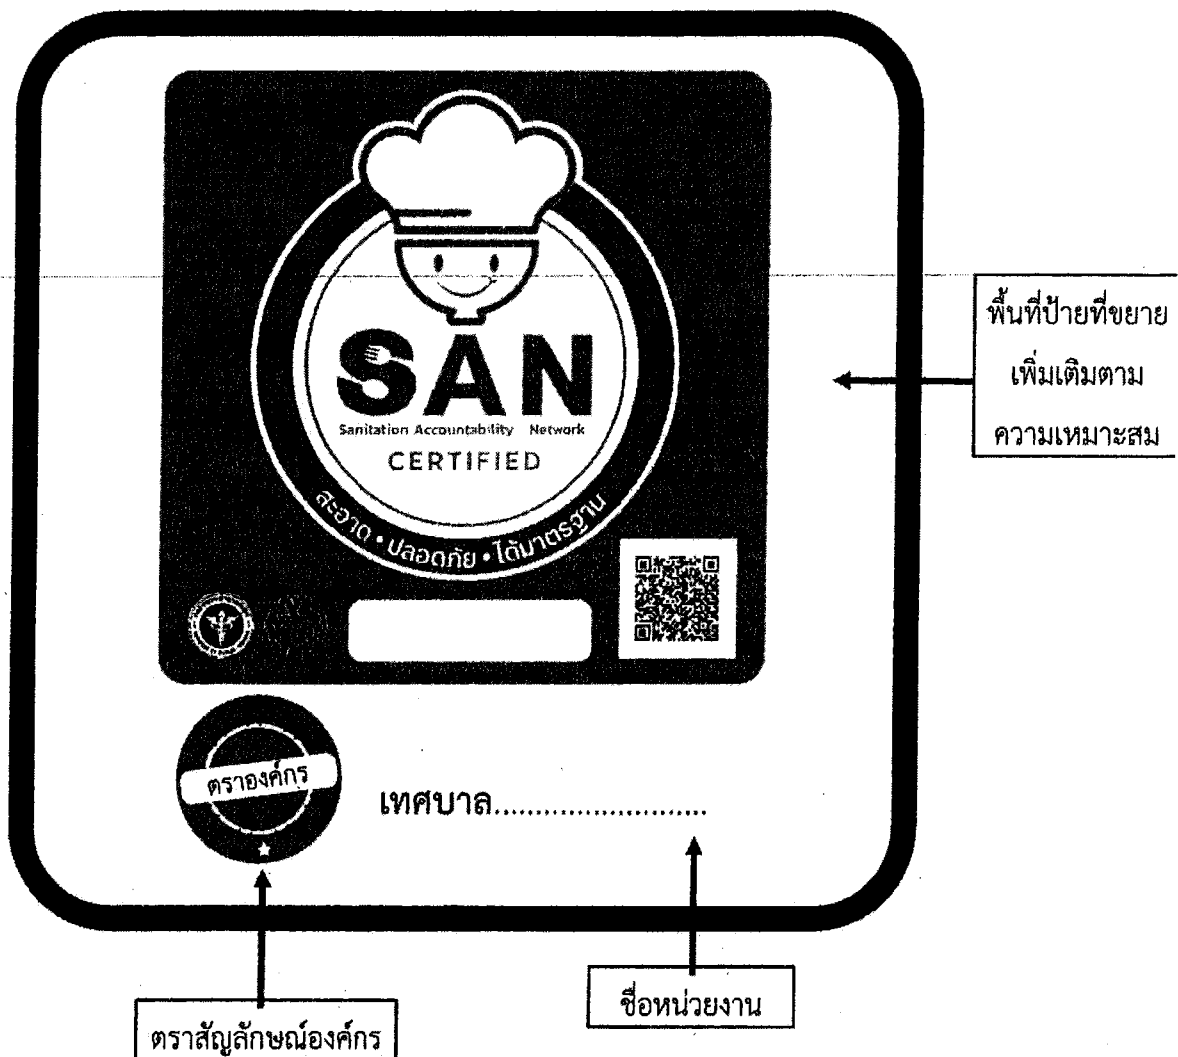 SAN
Sanitation Accountability Network
CERTIFIED
สะอาด • ปลอดภัย • ได้มาตรฐาน
พื้นที่ป้ายที่ขยาย
เพิ่มเติมตาม
ความเหมาะสม
ตราองค์กร
เทศบาล..........................
ชื่อหน่วยงาน
ตราสัญลักษณ์องค์กร